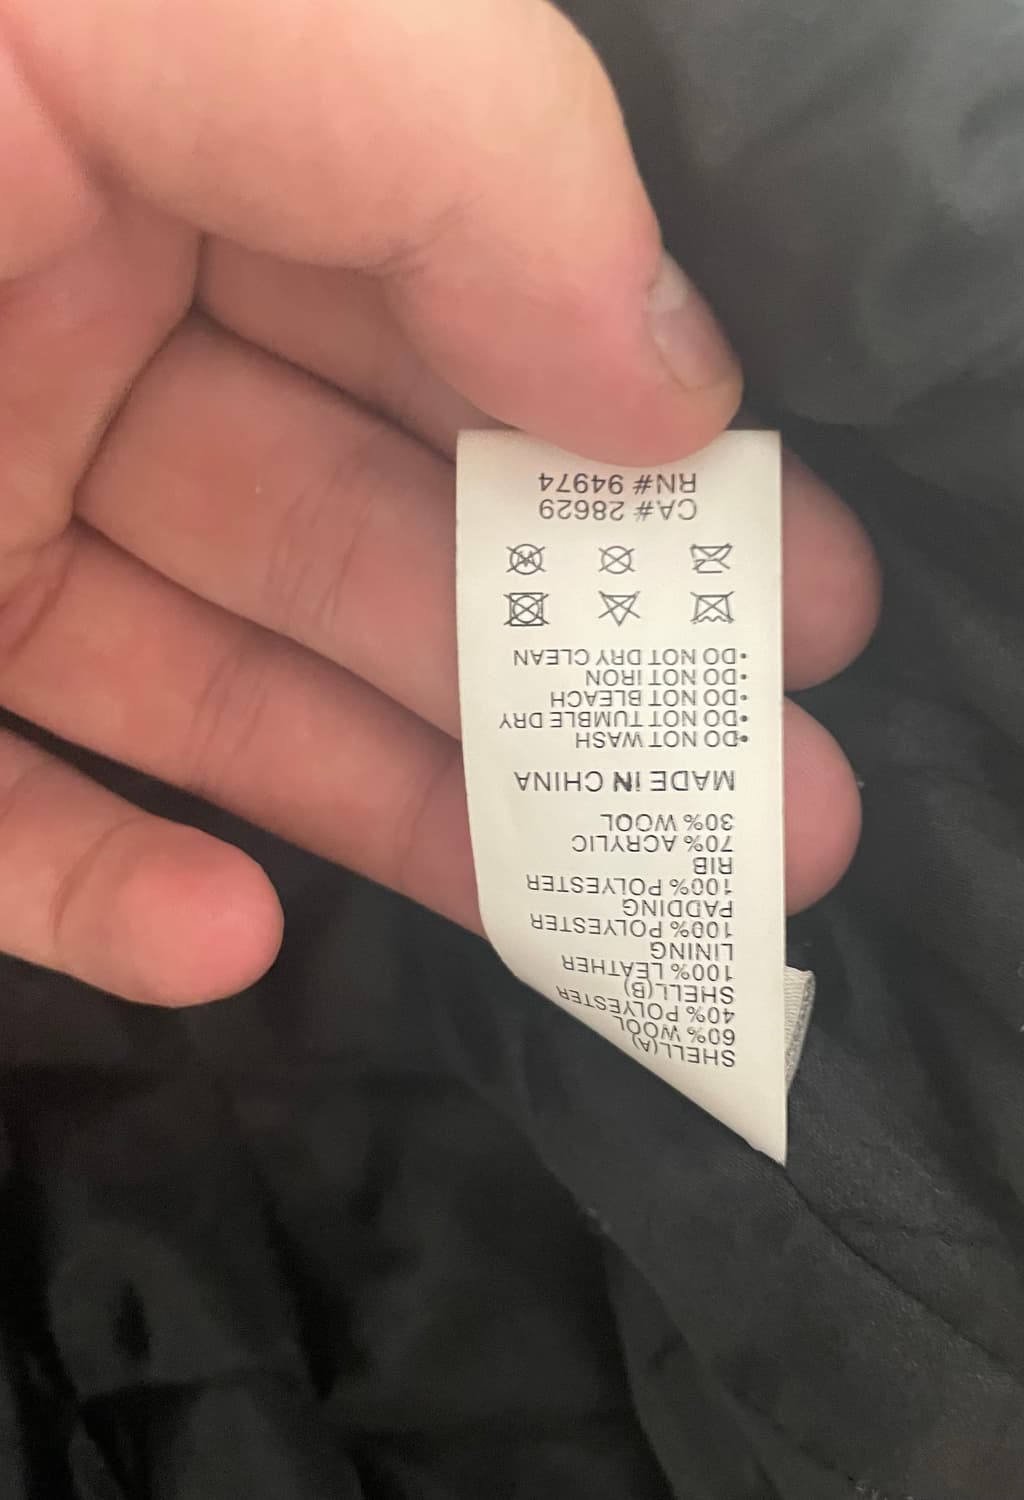 SHELL(A)
60% WOOL
40% POLYESTER
SHELL(B)
100% LEATHER
LINING
100% POLYESTER
PADDING
100% POLYESTER
RIB
70% ACRYLIC
30% WOOL
MADE IN CHINA
•DO NOT WASH
•DO NOT TUMBLE DRY
•DO NOT BLEACH
•DO NOT IRON
•DO NOT DRY CLEAN
CA# 28629
RN# 94974